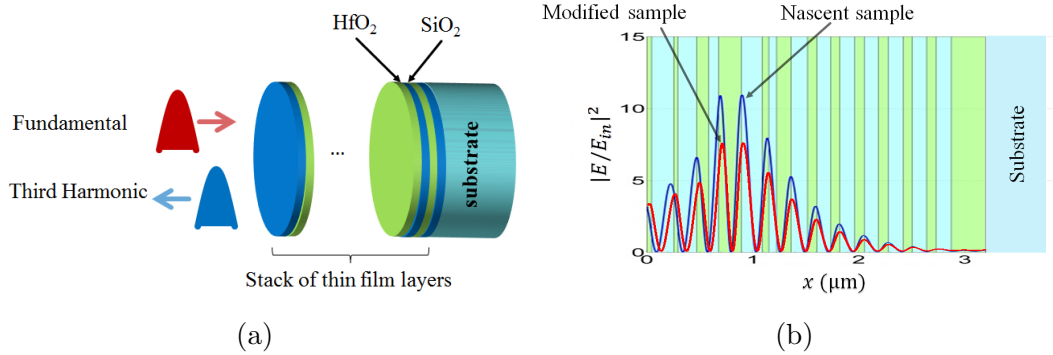 HfO₂
SiO₂
Fundamental
Third Harmonic
...
substrate
Stack of thin film layers
(a)
Modified sample
Nascent sample
15
10
5
0
|E/E_in|²
0
1
2
3
x (μm)
Substrate
(b)